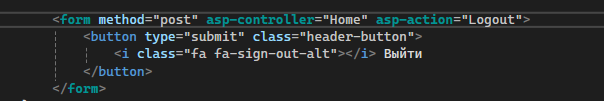 <form method="post" asp-controller="Home" asp-action="Logout">
<button type="submit" class="header-button">
<i class="fa fa-sign-out-alt"></i> Выйти
</button>
</form>